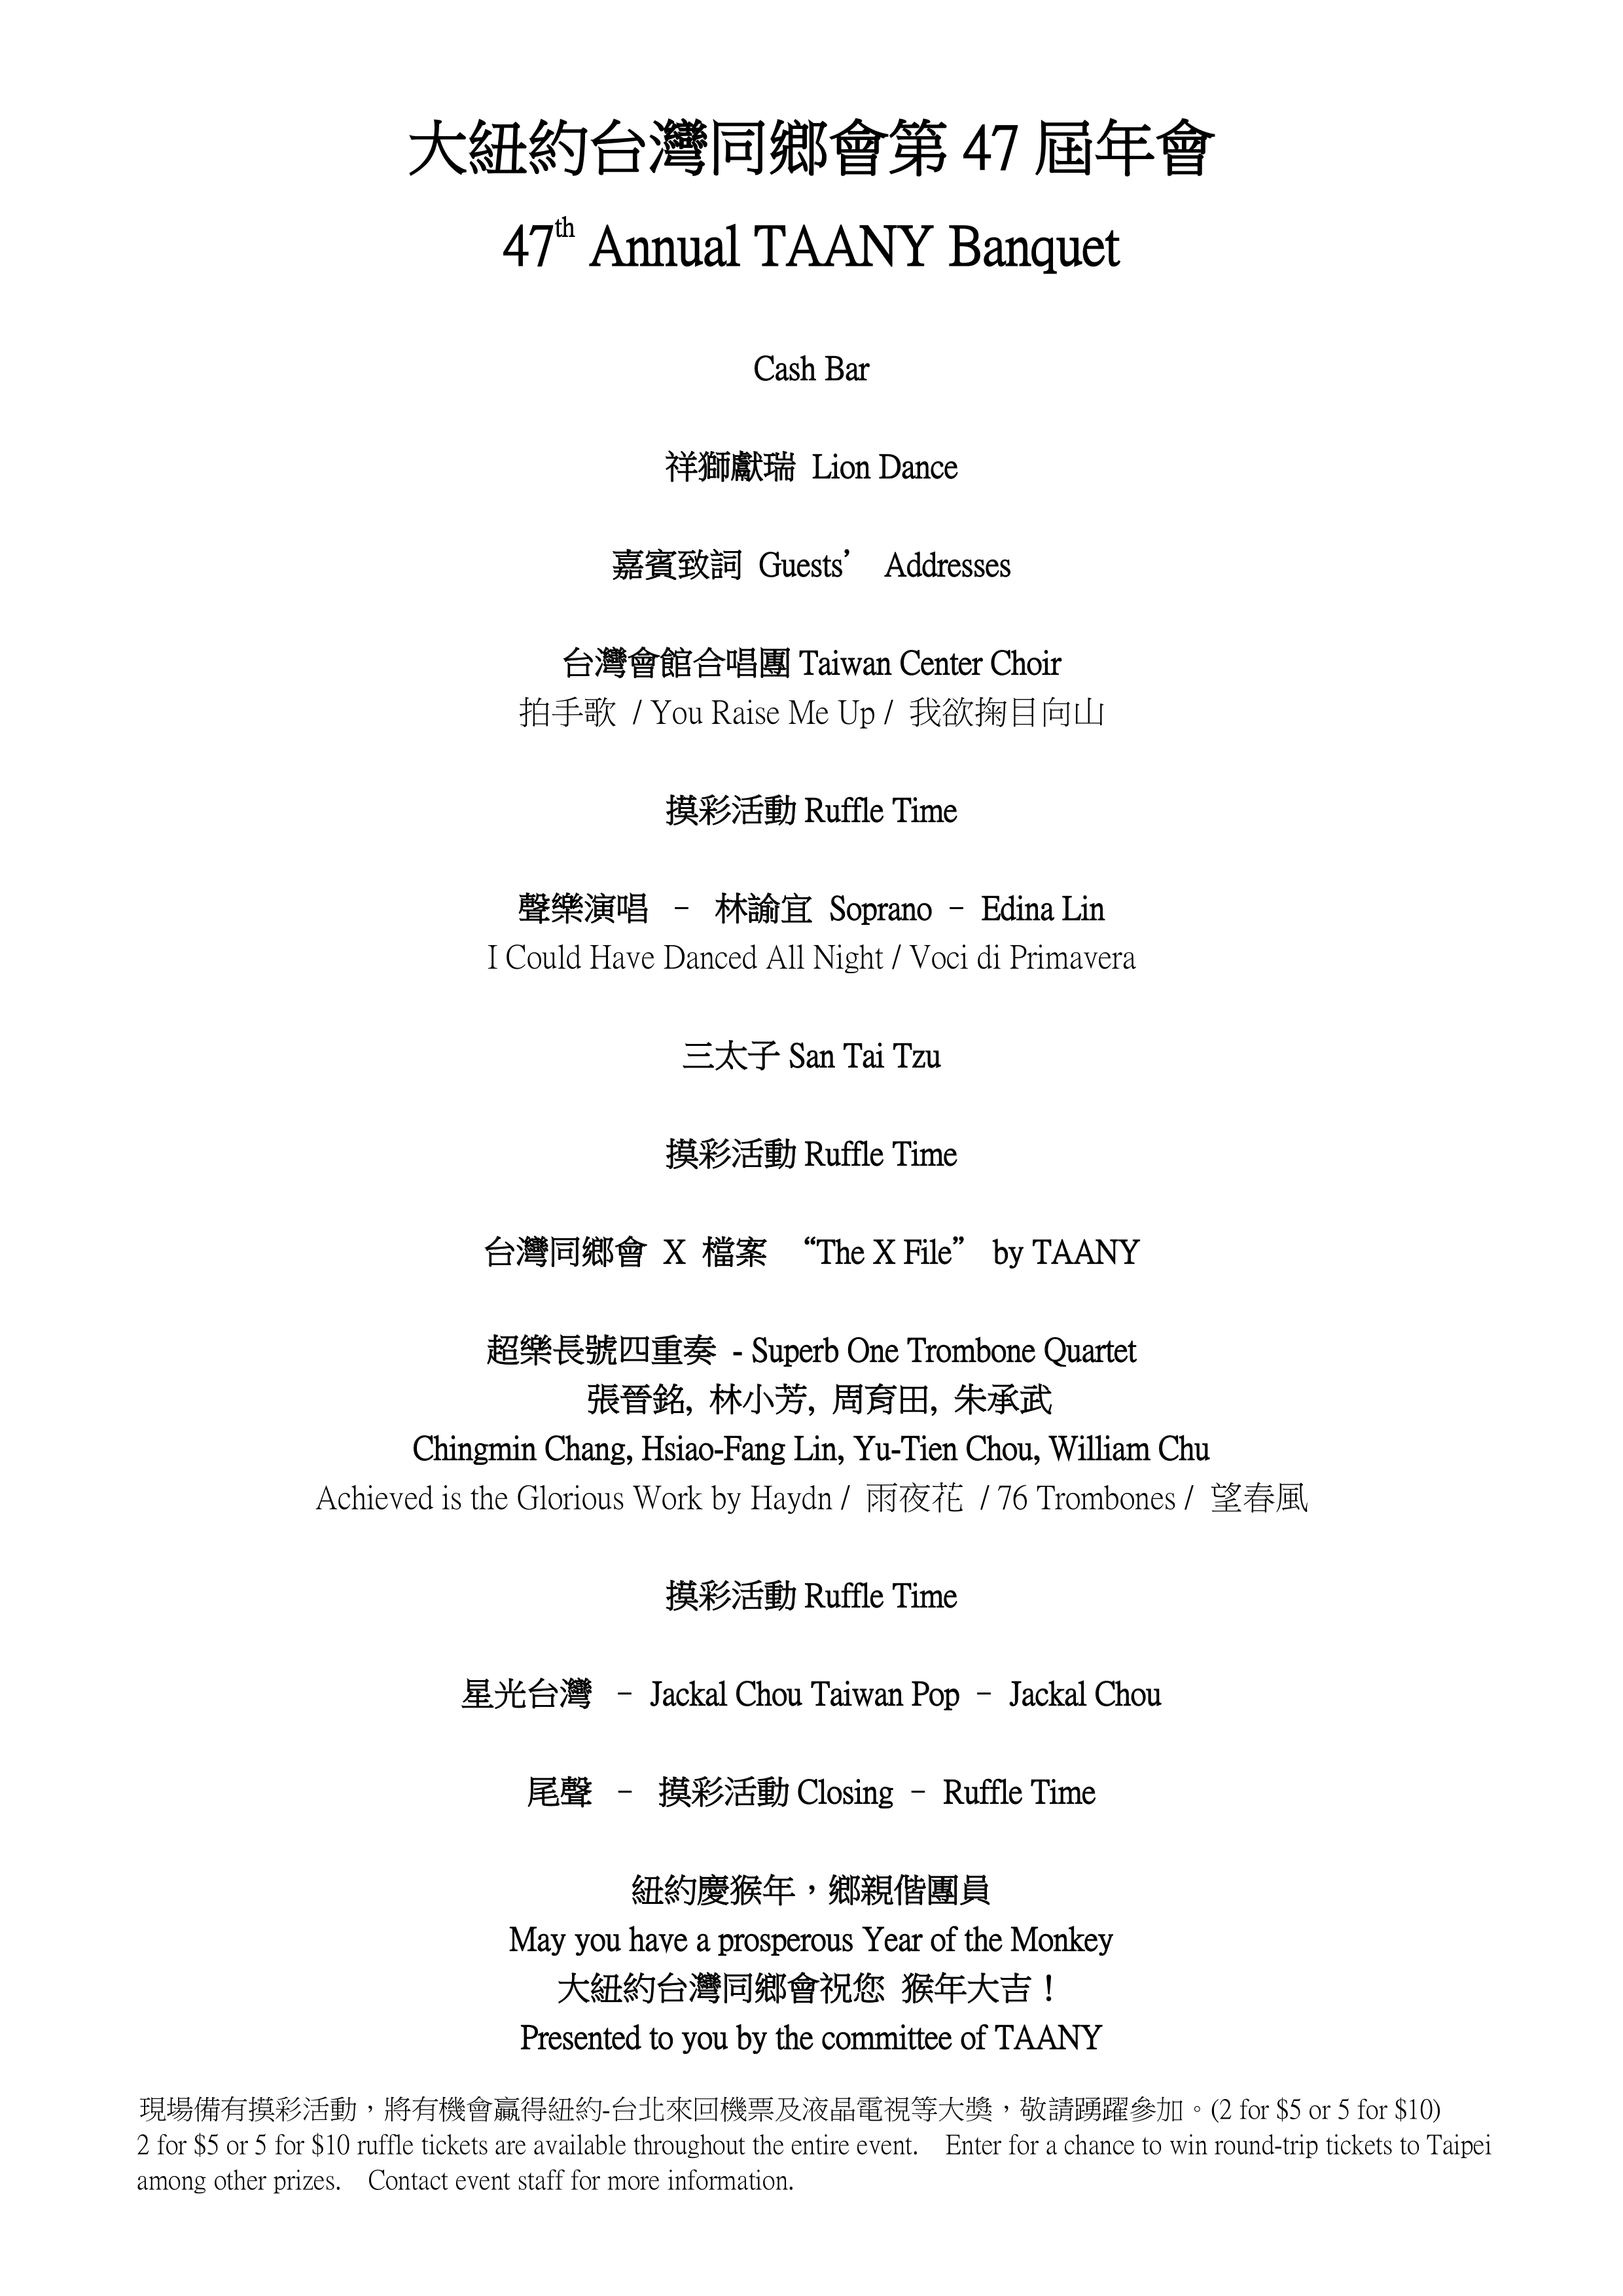 大紐約台灣同鄉會第 47 屆年會
47th Annual TAANY Banquet
Cash Bar
祥獅獻瑞 Lion Dance
嘉賓致詞 Guests’ Addresses
台灣會館合唱團 Taiwan Center Choir
拍手歌 / You Raise Me Up / 我欲掬目向山
摸彩活動 Ruffle Time
聲樂演唱 – 林諭宜 Soprano – Edina Lin
I Could Have Danced All Night / Voci di Primavera
三太子 San Tai Tzu
摸彩活動 Ruffle Time
台灣同鄉會 X 檔案 “The X File” by TAANY
超樂長號四重奏 - Superb One Trombone Quartet
張晉銘, 林小芳, 周育田, 朱承武
Chingmin Chang, Hsiao-Fang Lin, Yu-Tien Chou, William Chu
Achieved is the Glorious Work by Haydn / 雨夜花 / 76 Trombones / 望春風
摸彩活動 Ruffle Time
星光台灣 – Jackal Chou Taiwan Pop – Jackal Chou
尾聲 – 摸彩活動 Closing – Ruffle Time
紐約慶猴年，鄉親偕團員
May you have a prosperous Year of the Monkey
大紐約台灣同鄉會祝您 猴年大吉！
Presented to you by the committee of TAANY
現場備有摸彩活動，將有機會贏得紐約-台北來回機票及液晶電視等大獎，敬請踴躍參加。(2 for $5 or 5 for $10)
2 for $5 or 5 for $10 ruffle tickets are available throughout the entire event. Enter for a chance to win round-trip tickets to Taipei
among other prizes. Contact event staff for more information.